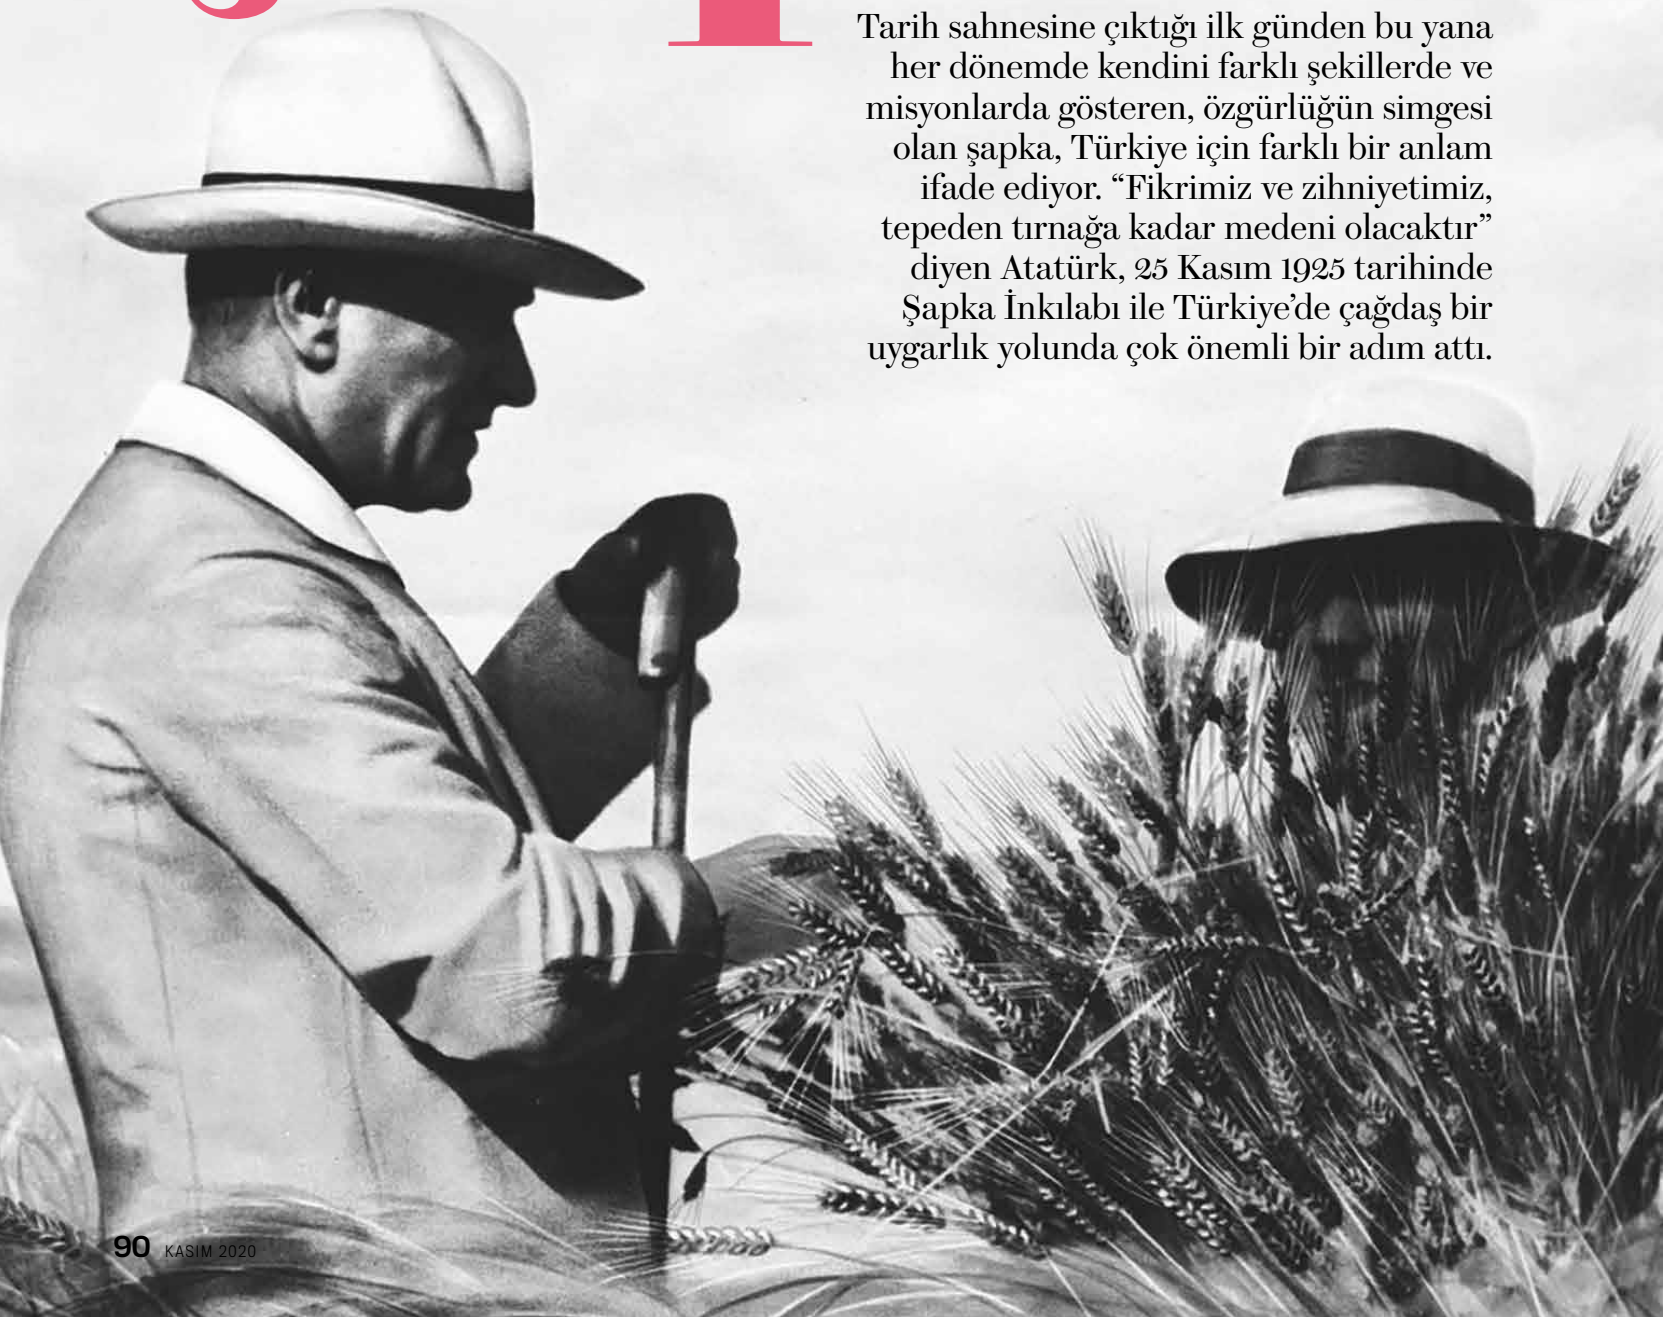 Tarih sahnesine çıktığı ilk günden bu yana
her dönemde kendini farklı şekillerde ve
misyonlarda gösteren, özgürlüğün simgesi
olan şapka, Türkiye için farklı bir anlam
ifade ediyor. “Fikrimiz ve zihniyetimiz,
tepeden tırnağa kadar medeni olacaktır”
diyen Atatürk, 25 Kasım 1925 tarihinde
Şapka İnkılabı ile Türkiye’de çağdaş bir
uygarlık yolunda çok önemli bir adım attı.
90 KASIM 2020